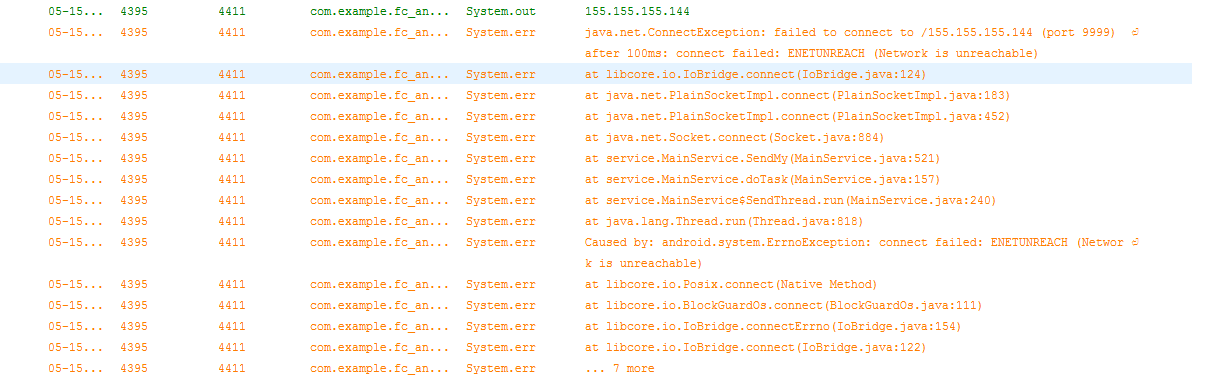 05-15... 4395 4411 com.example.fc_an... System.out 155.155.155.144
05-15... 4395 4411 com.example.fc_an... System.err java.net.ConnectException: failed to connect to /155.155.155.144 (port 9999) ⏎
after 100ms: connect failed: ENETUNREACH (Network is unreachable)
05-15... 4395 4411 com.example.fc_an... System.err at libcore.io.IoBridge.connect(IoBridge.java:124)
05-15... 4395 4411 com.example.fc_an... System.err at java.net.PlainSocketImpl.connect(PlainSocketImpl.java:183)
05-15... 4395 4411 com.example.fc_an... System.err at java.net.PlainSocketImpl.connect(PlainSocketImpl.java:452)
05-15... 4395 4411 com.example.fc_an... System.err at java.net.Socket.connect(Socket.java:884)
05-15... 4395 4411 com.example.fc_an... System.err at service.MainService.SendMy(MainService.java:521)
05-15... 4395 4411 com.example.fc_an... System.err at service.MainService.doTask(MainService.java:157)
05-15... 4395 4411 com.example.fc_an... System.err at service.MainService$SendThread.run(MainService.java:240)
05-15... 4395 4411 com.example.fc_an... System.err at java.lang.Thread.run(Thread.java:818)
05-15... 4395 4411 com.example.fc_an... System.err Caused by: android.system.ErrnoException: connect failed: ENETUNREACH (Networ ⏎
k is unreachable)
05-15... 4395 4411 com.example.fc_an... System.err at libcore.io.Posix.connect(Native Method)
05-15... 4395 4411 com.example.fc_an... System.err at libcore.io.BlockGuardOs.connect(BlockGuardOs.java:111)
05-15... 4395 4411 com.example.fc_an... System.err at libcore.io.IoBridge.connectErrno(IoBridge.java:154)
05-15... 4395 4411 com.example.fc_an... System.err at libcore.io.IoBridge.connect(IoBridge.java:122)
05-15... 4395 4411 com.example.fc_an... System.err ... 7 more